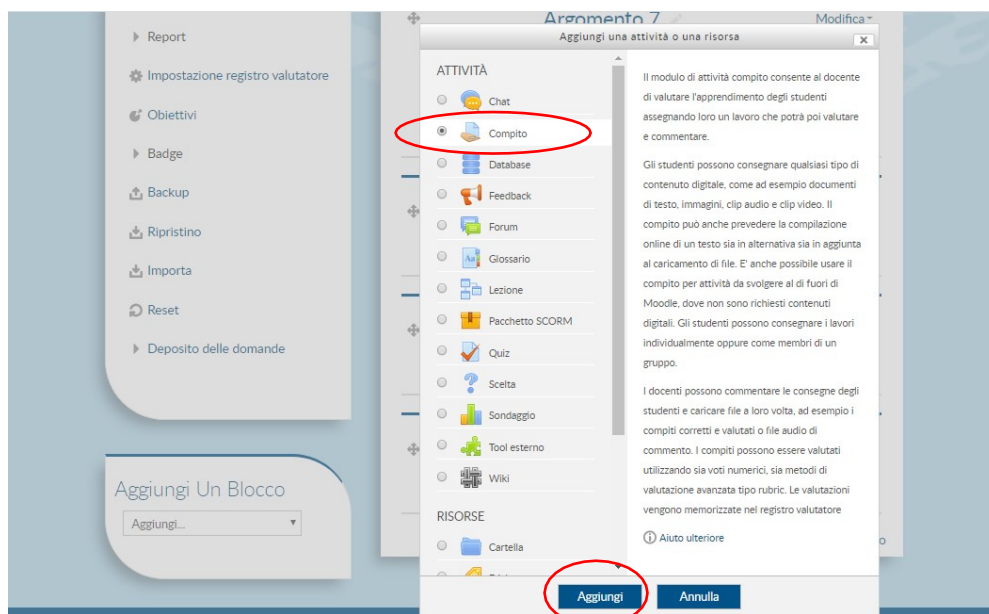 Argomento 7
Modifica
Report
Impostazione registro valutatore
Obiettivi
Badge
Backup
Ripristino
Importa
Reset
Deposito delle domande
Aggiungi Un Blocco
Aggiungi...
Aggiungi una attività o una risorsa
ATTIVITÀ
Chat
Compito
Database
Feedback
Forum
Glossario
Lezione
Pacchetto SCORM
Quiz
Scelta
Sondaggio
Tool esterno
Wiki
RISORSE
Cartella
Il modulo di attività compito consente al docente
di valutare l'apprendimento degli studenti
assegnando loro un lavoro che potrà poi valutare
e commentare.
Gli studenti possono consegnare qualsiasi tipo di
contenuto digitale, come ad esempio documenti
di testo, immagini, clip audio e clip video. Il
compito può anche prevedere la compilazione
online di un testo sia in alternativa sia in aggiunta
al caricamento di file. E' anche possibile usare il
compito per attività da svolgere al di fuori di
Moodle, dove non sono richiesti contenuti
digitali. Gli studenti possono consegnare i lavori
individualmente oppure come membri di un
gruppo.
I docenti possono commentare le consegne degli
studenti e caricare file a loro volta, ad esempio i
compiti corretti e valutati o file audio di
commento. I compiti possono essere valutati
utilizzando sia voti numerici, sia metodi di
valutazione avanzata tipo rubric. Le valutazioni
vengono memorizzate nel registro valutatore
Aiuto ulteriore
Aggiungi
Annulla